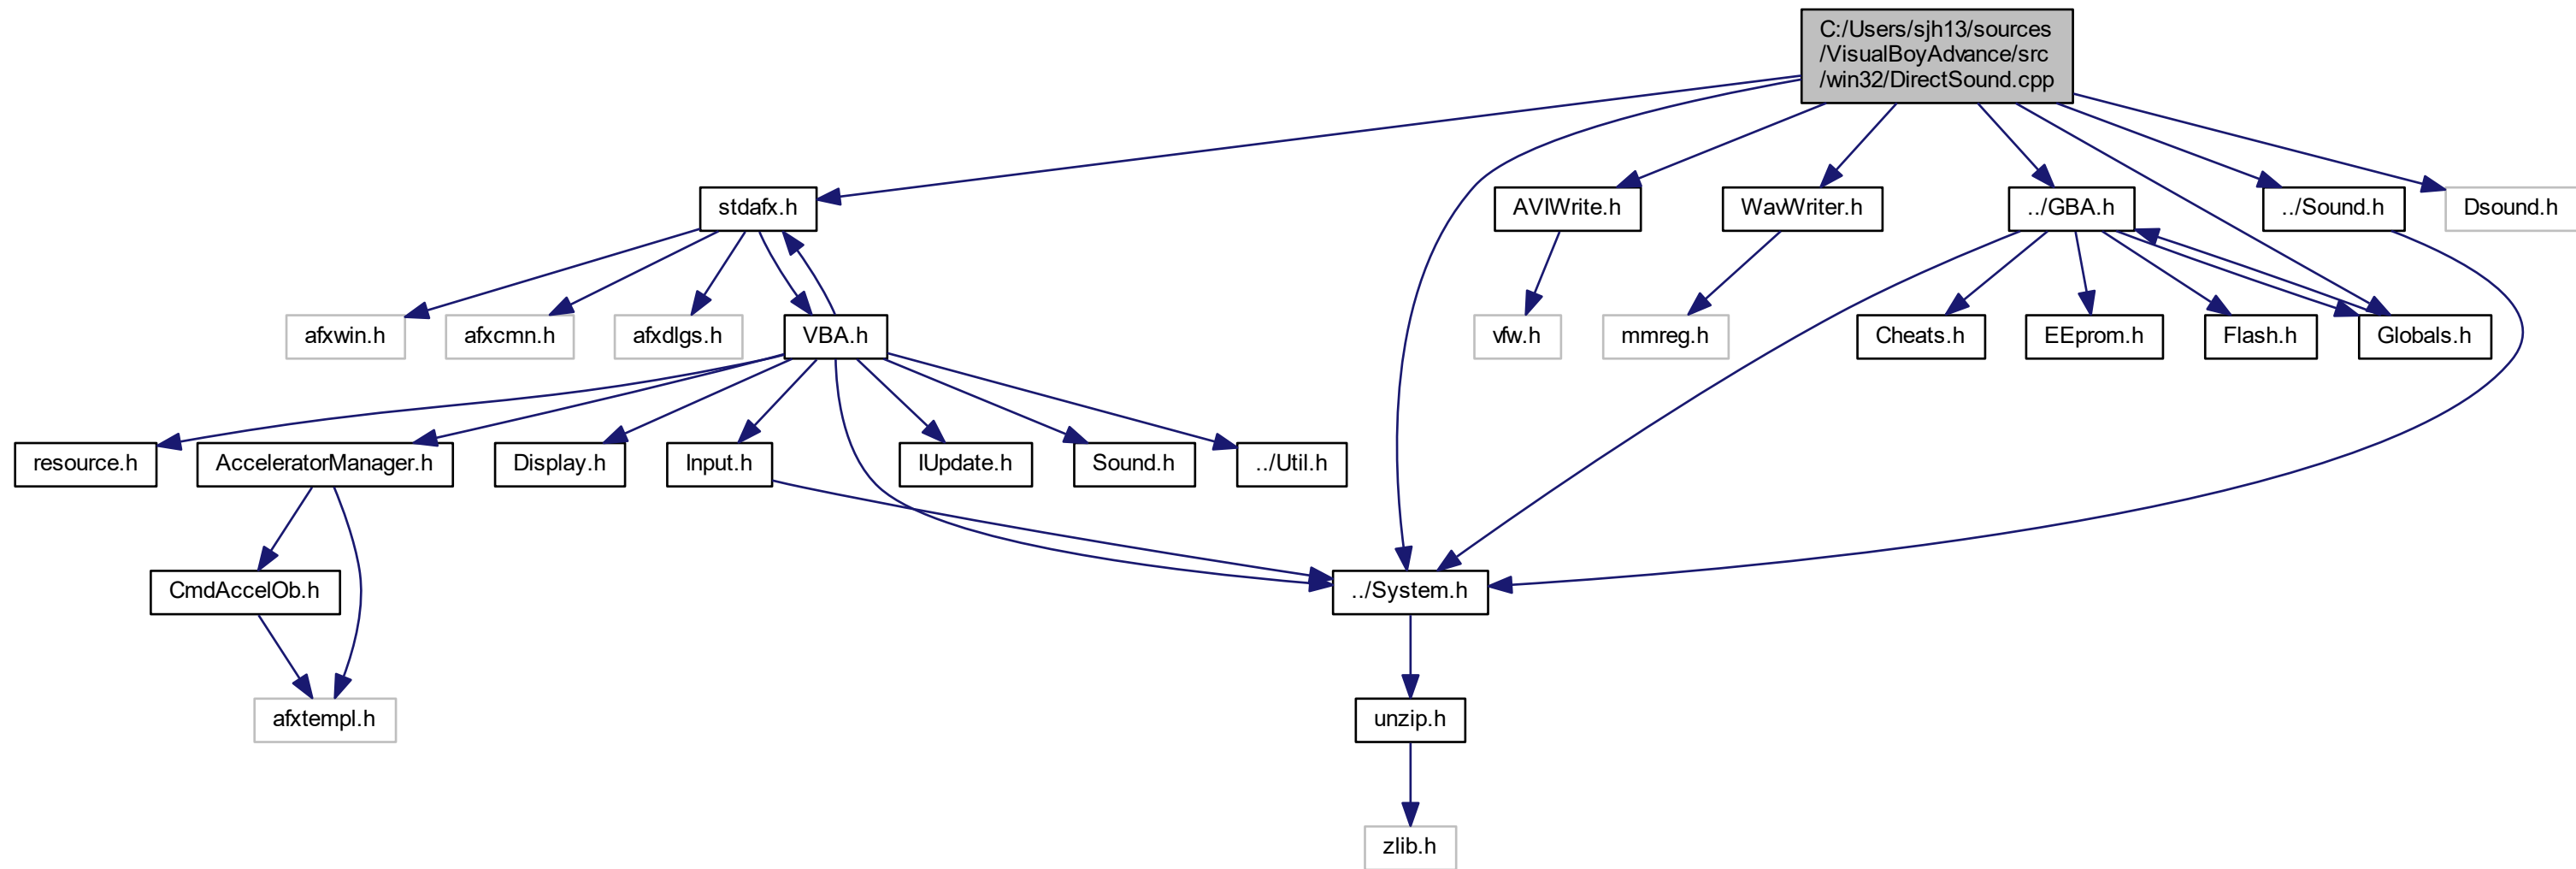 C:/Users/sjh13/sources
/VisualBoyAdvance/src
/win32/DirectSound.cpp
stdafx.h
AVIWrite.h
WavWriter.h
../GBA.h
../Sound.h
Dsound.h
afxwin.h
afxcmn.h
afxdlgs.h
VBA.h
vfw.h
mmreg.h
Cheats.h
EEprom.h
Flash.h
Globals.h
resource.h
AcceleratorManager.h
Display.h
Input.h
IUpdate.h
Sound.h
../Util.h
CmdAccelOb.h
../System.h
afxtempl.h
unzip.h
zlib.h